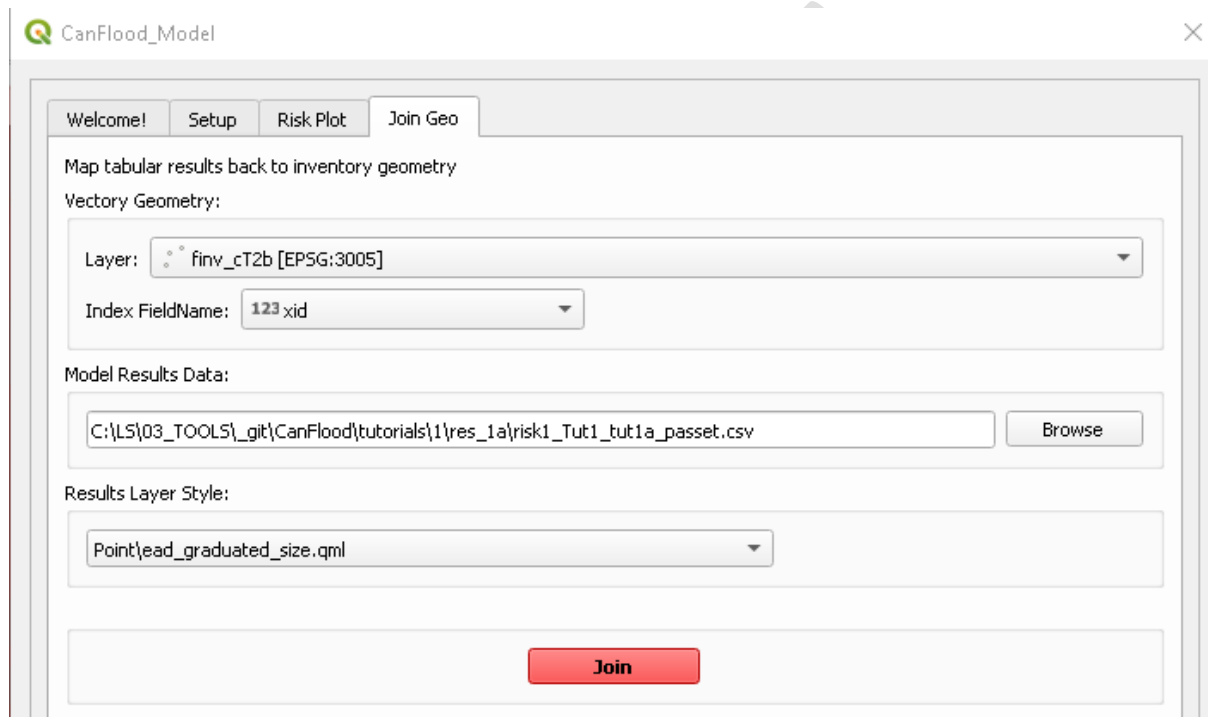 CanFlood_Model
Welcome! Setup Risk Plot Join Geo
Map tabular results back to inventory geometry
Vectory Geometry:
Layer: finv_cT2b [EPSG:3005]
Index FieldName: 123 xid
Model Results Data:
C:\LS\03_TOOLS\_git\CanFlood\tutorials\1\res_1a\risk1_Tut1_tut1a_passet.csv Browse
Results Layer Style:
Point\ead_graduated_size.qml
Join